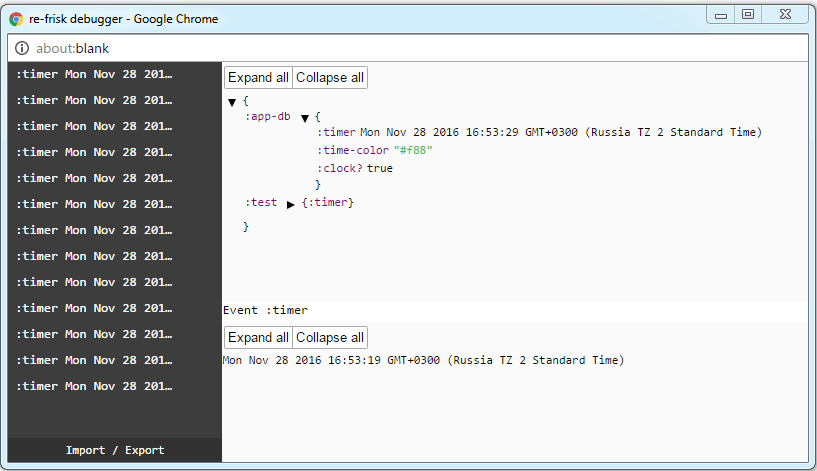 re-frisk debugger - Google Chrome
about:blank
:timer Mon Nov 28 201…
:timer Mon Nov 28 201…
:timer Mon Nov 28 201…
:timer Mon Nov 28 201…
:timer Mon Nov 28 201…
:timer Mon Nov 28 201…
:timer Mon Nov 28 201…
:timer Mon Nov 28 201…
:timer Mon Nov 28 201…
:timer Mon Nov 28 201…
:timer Mon Nov 28 201…
:timer Mon Nov 28 201…
:timer Mon Nov 28 201…
Import / Export
Expand all Collapse all
▼ {
:app-db ▼ {
:timer Mon Nov 28 2016 16:53:29 GMT+0300 (Russia TZ 2 Standard Time)
:time-color "#f88"
:clock? true
}
:test ▶ {:timer}
}
Event :timer
Expand all Collapse all
Mon Nov 28 2016 16:53:19 GMT+0300 (Russia TZ 2 Standard Time)